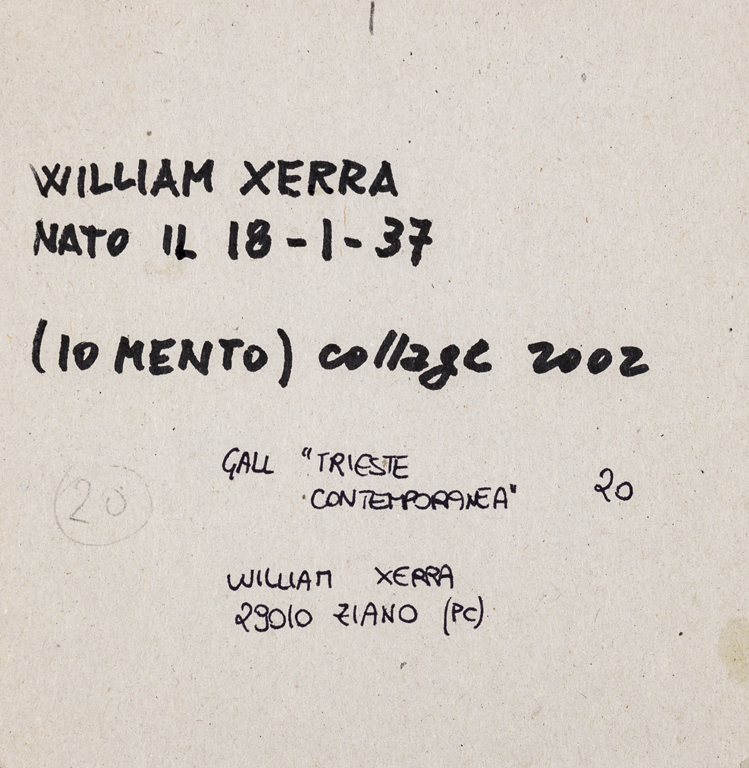 WILLIAM XERRA
NATO IL 18-1-37
(IO MENTO) collage 2002
GALL "TRIESTE
CONTEMPORANEA" 20
20
WILLIAM XERRA
29010 ZIANO (PC)